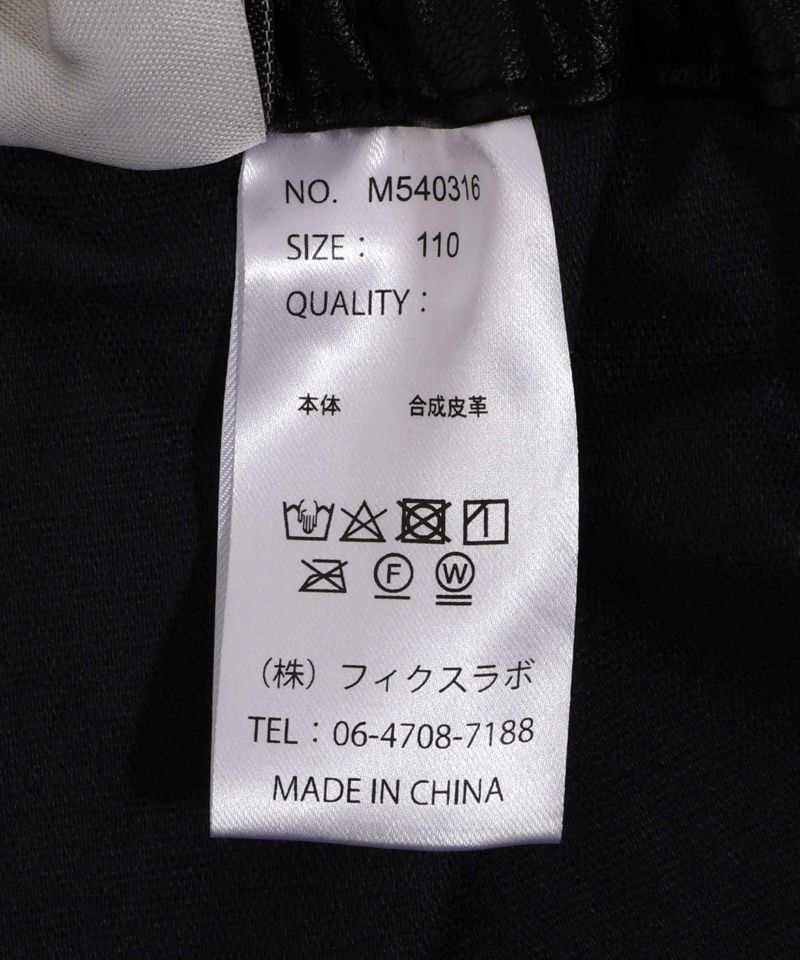 NO. M540316
SIZE： 110
QUALITY：
本体 合成皮革
F W
（株）フィクスラボ
TEL：06-4708-7188
MADE IN CHINA